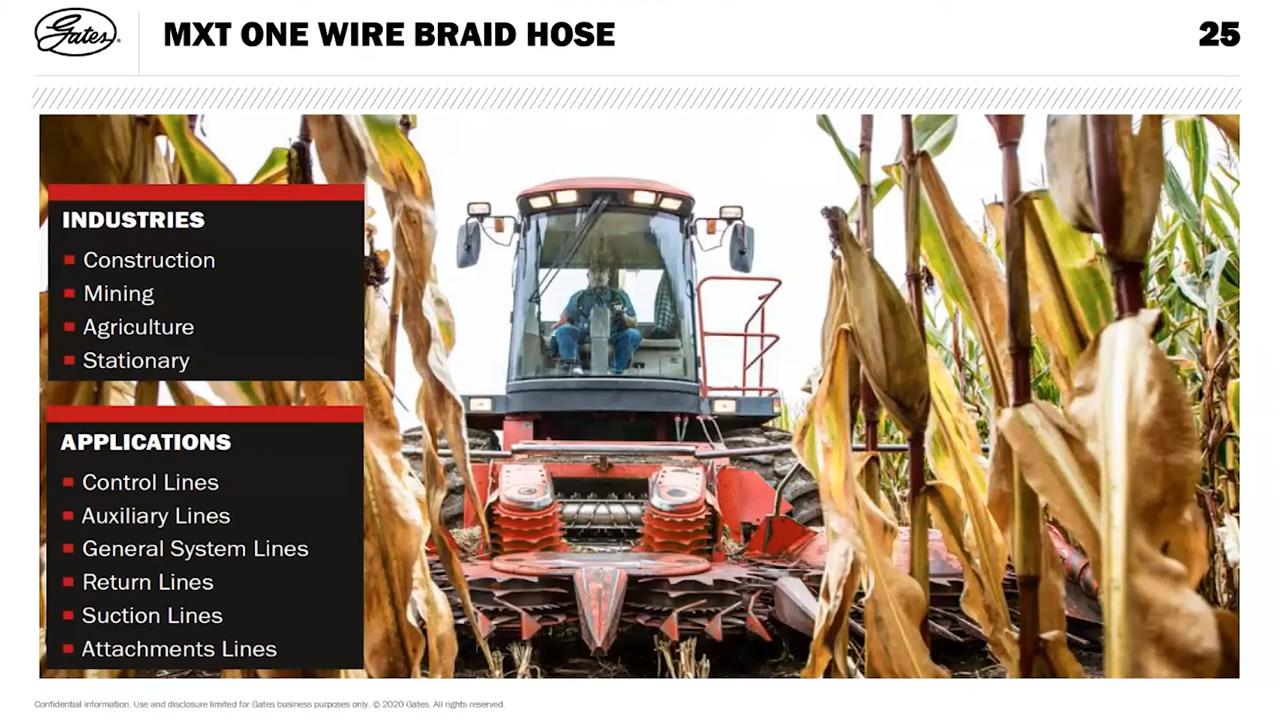 Gates
MXT ONE WIRE BRAID HOSE
25
INDUSTRIES
Construction
Mining
Agriculture
Stationary
APPLICATIONS
Control Lines
Auxiliary Lines
General System Lines
Return Lines
Suction Lines
Attachments Lines
Confidential information. Use and disclosure limited for Gates business purposes only. © 2020 Gates. All rights reserved.